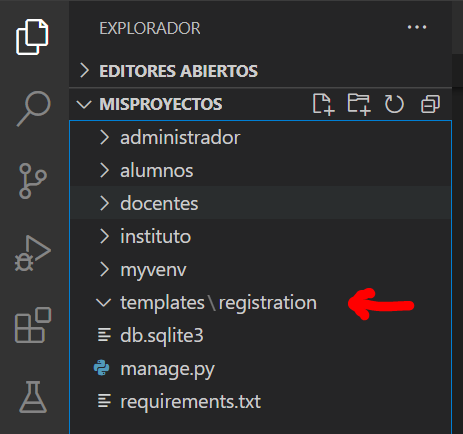 EXPLORADOR
EDITORES ABIERTOS
MISPROYECTOS
administrador
alumnos
docentes
instituto
myvenv
templates\registration
db.sqlite3
manage.py
requirements.txt